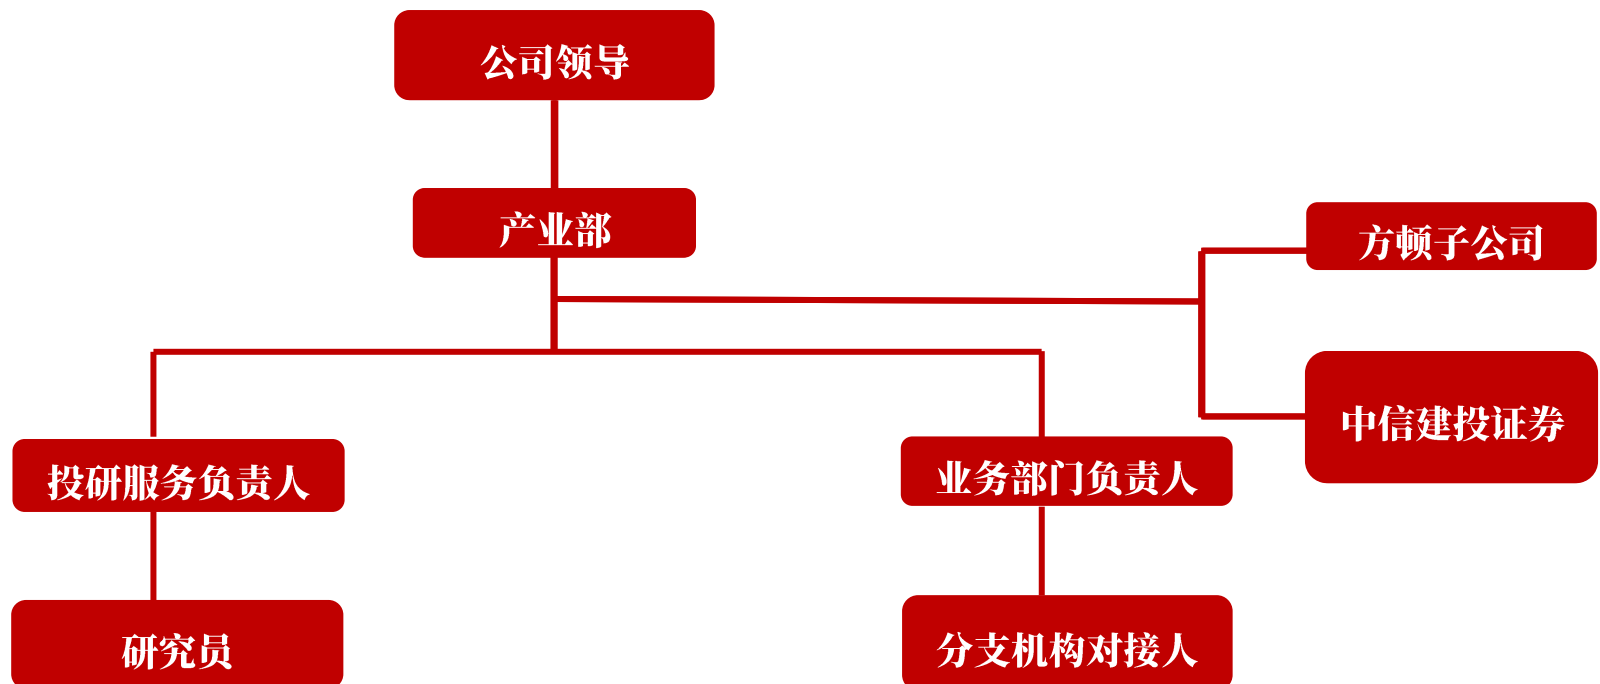 公司领导
产业部
方顿子公司
中信建投证券
投研服务负责人
业务部门负责人
研究员
分支机构对接人